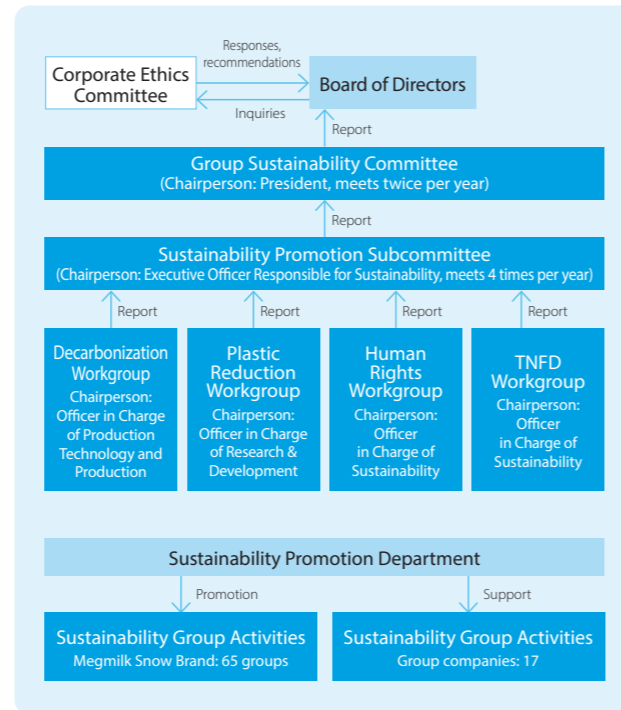 Responses,
recommendations
Corporate Ethics
Committee
Board of Directors
Inquiries
Report
Group Sustainability Committee
(Chairperson: President, meets twice per year)
Report
Sustainability Promotion Subcommittee
(Chairperson: Executive Officer Responsible for Sustainability, meets 4 times per year)
Report
Report
Report
Report
Decarbonization
Workgroup
Chairperson:
Officer in Charge
of Production
Technology and
Production
Plastic
Reduction
Workgroup
Chairperson:
Officer in Charge
of Research &
Development
Human
Rights
Workgroup
Chairperson:
Officer
in Charge of
Sustainability
TNFD
Workgroup
Chairperson:
Officer
in Charge of
Sustainability
Sustainability Promotion Department
Promotion
Support
Sustainability Group Activities
Megmilk Snow Brand: 65 groups
Sustainability Group Activities
Group companies: 17